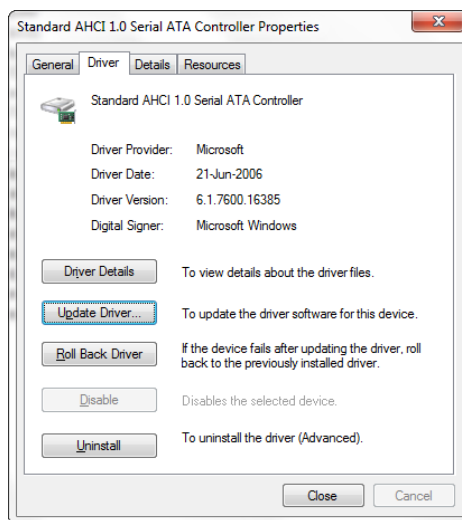 Standard AHCI 1.0 Serial ATA Controller Properties
General Driver Details Resources
Standard AHCI 1.0 Serial ATA Controller
Driver Provider: Microsoft
Driver Date: 21-Jun-2006
Driver Version: 6.1.7600.16385
Digital Signer: Microsoft Windows
Driver Details To view details about the driver files.
Update Driver... To update the driver software for this device.
Roll Back Driver If the device fails after updating the driver, roll
back to the previously installed driver.
Disable Disables the selected device.
Uninstall To uninstall the driver (Advanced).
Close Cancel